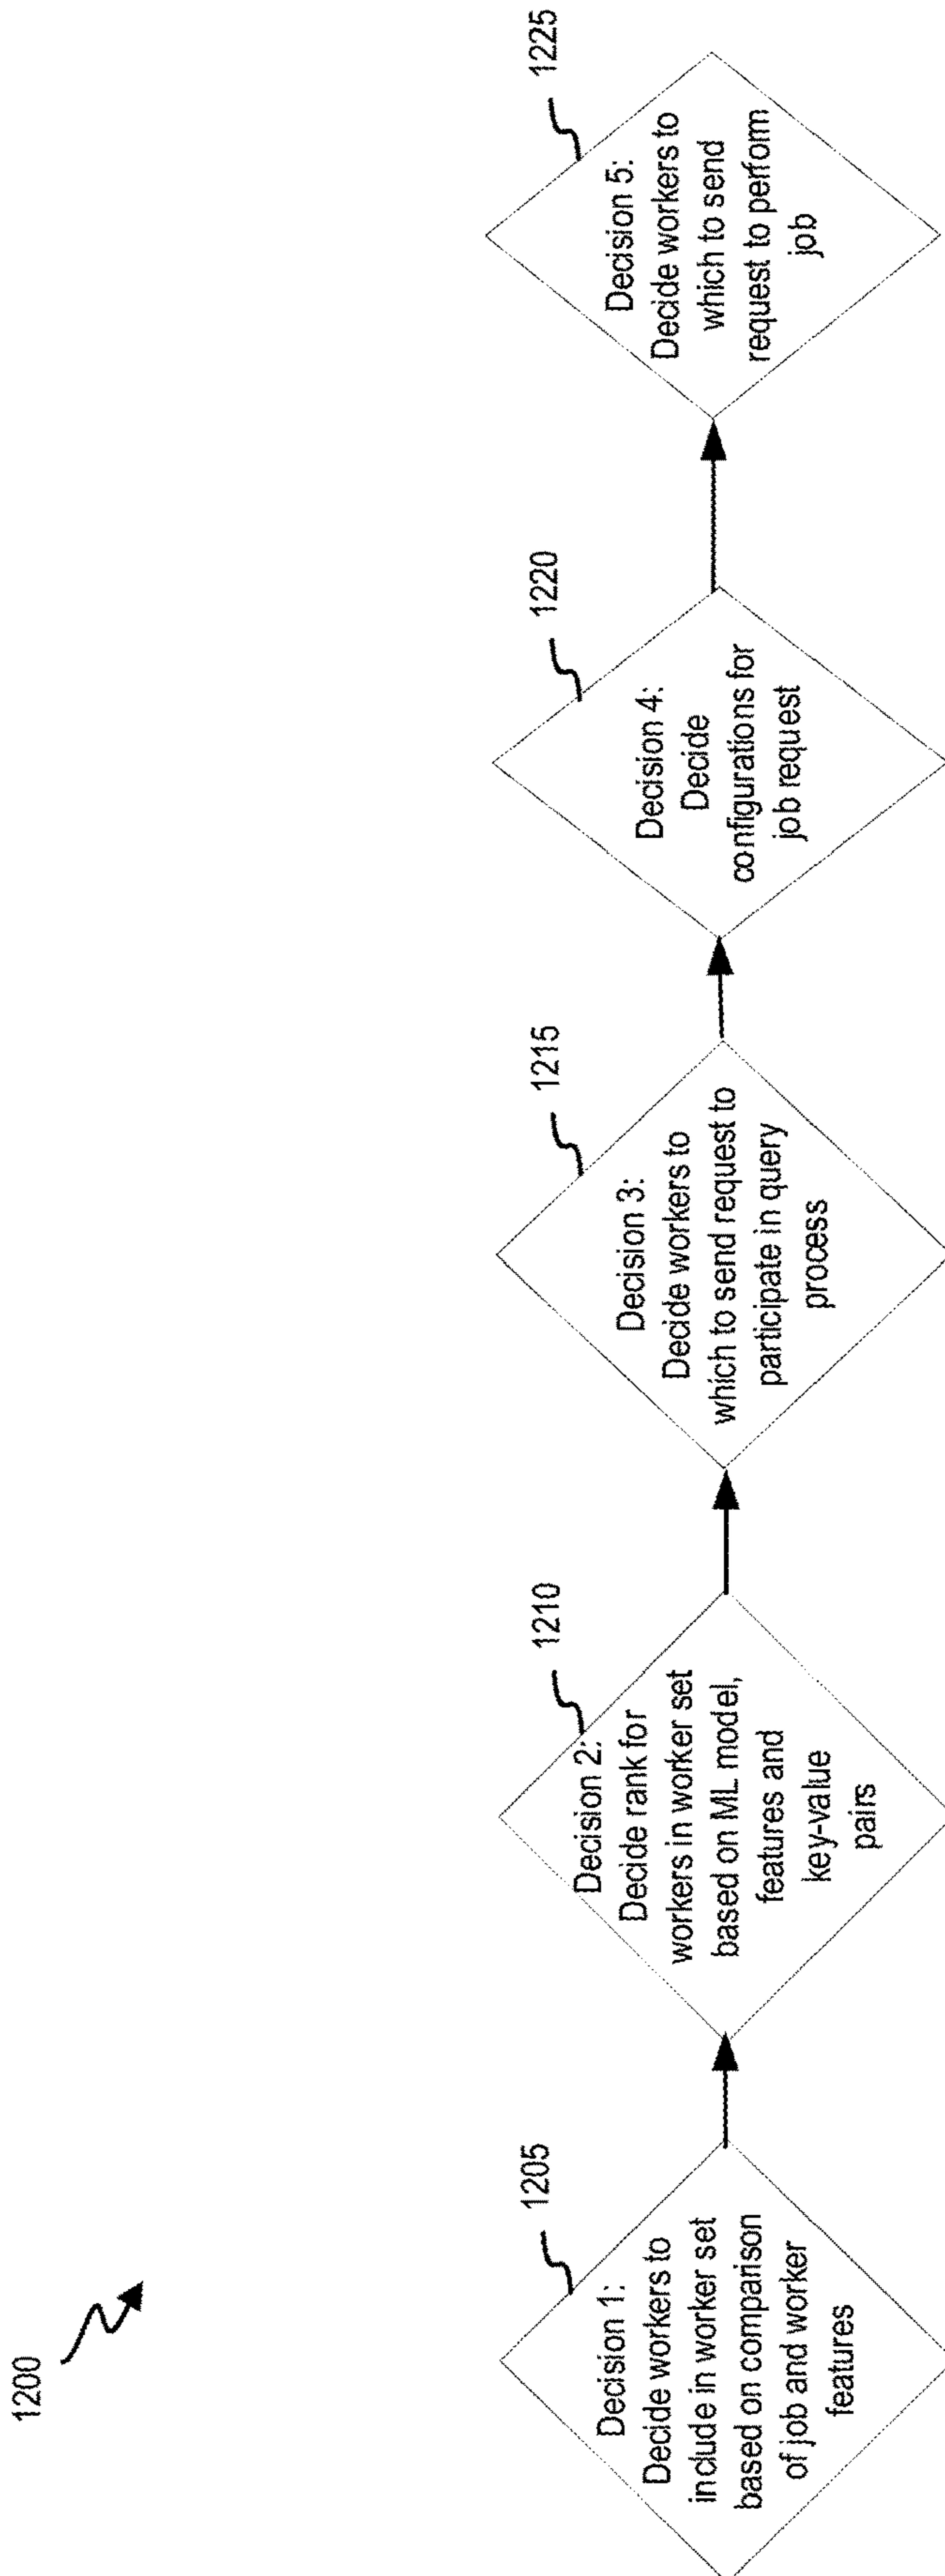 1200
1205
Decision 1:
Decide workers to
include in worker set
based on comparison
of job and worker
features
1210
Decision 2:
Decide rank for
workers in worker set
based on ML model,
features and
key-value
pairs
1215
Decision 3:
Decide workers to
which to send request to
participate in query
process
1220
Decision 4:
Decide
configurations for
job request
1225
Decision 5:
Decide workers to
which to send
request to perform
job